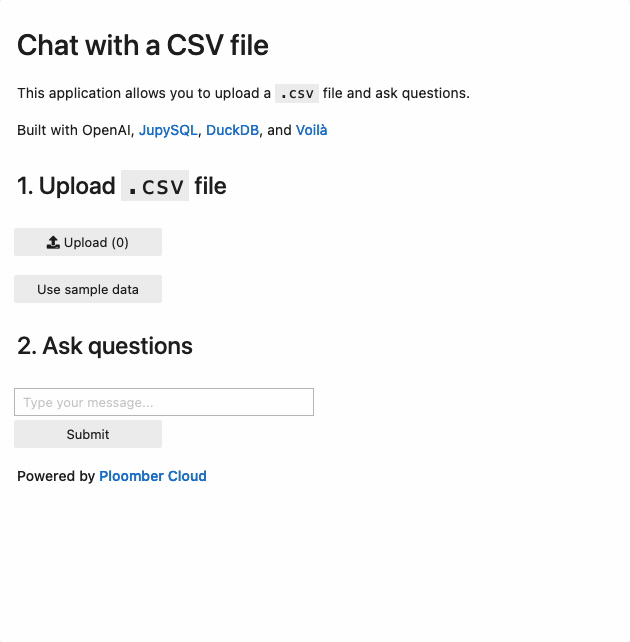 Chat with a CSV file
This application allows you to upload a .csv file and ask questions.
Built with OpenAI, JupySQL, DuckDB, and Voilà
1. Upload .csv file
Upload (0)
Use sample data
2. Ask questions
Type your message...
Submit
Powered by Ploomber Cloud